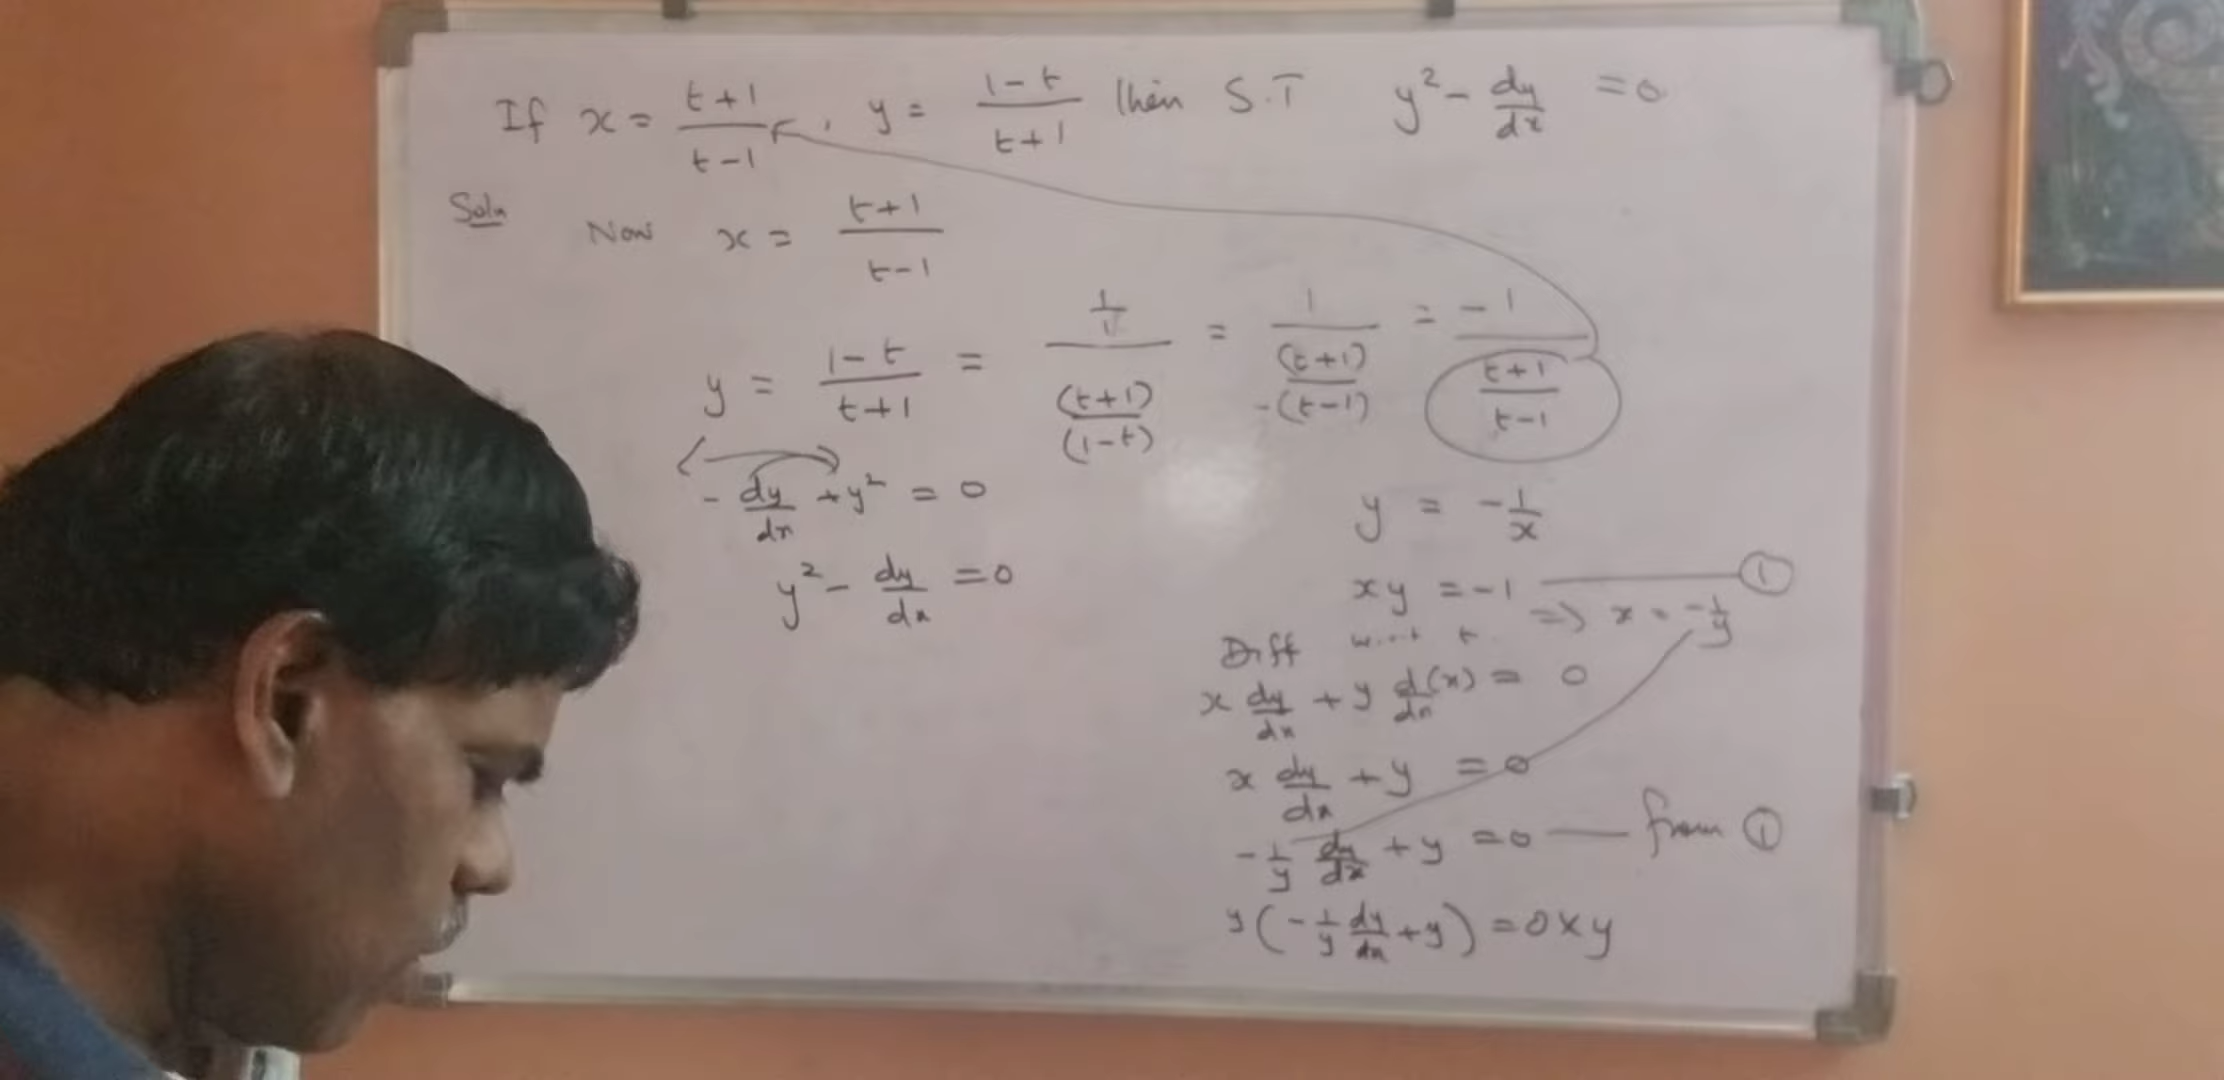 If x = (t+1)/(t-1), y = (1-t)/(t+1) then S.T y² - dy/dx = 0
Soln Now x = (t+1)/(t-1)
y = (1-t)/(t+1) = (1/1)/((t+1)/(1-t)) = 1/((t+1)/-(t-1)) = -1/((t+1)/(t-1))
y = -1/x
xy = -1 ①
⇒ x = -1/y
Diff w.r.t
x dy/dx + y d(x)/dx = 0
x dy/dx + y = 0
-1/y dy/dx + y = 0 — from ①
y(-1/y dy/dx + y) = 0 × y
- dy/dx + y² = 0
y² - dy/dx = 0